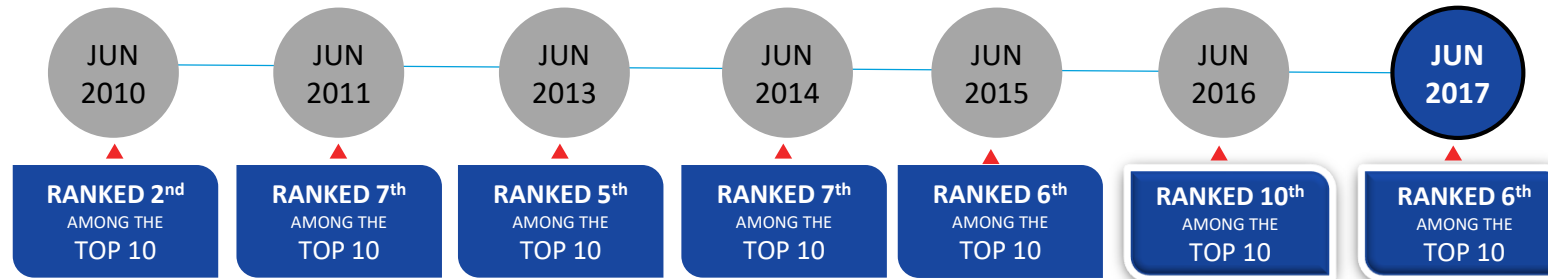 JUN
2010
JUN
2011
JUN
2013
JUN
2014
JUN
2015
JUN
2016
JUN
2017
RANKED 2nd
AMONG THE
TOP 10
RANKED 7th
AMONG THE
TOP 10
RANKED 5th
AMONG THE
TOP 10
RANKED 7th
AMONG THE
TOP 10
RANKED 6th
AMONG THE
TOP 10
RANKED 10th
AMONG THE
TOP 10
RANKED 6th
AMONG THE
TOP 10